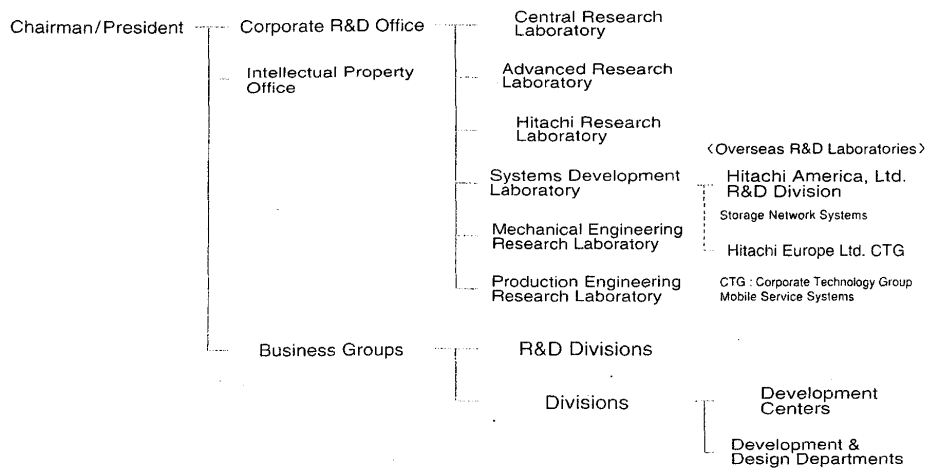 Chairman/President
Corporate R&D Office
Central Research
Laboratory
Intellectual Property
Office
Advanced Research
Laboratory
Hitachi Research
Laboratory
<Overseas R&D Laboratories>
Systems Development
Laboratory
Hitachi America, Ltd.
R&D Division
Storage Network Systems
Mechanical Engineering
Research Laboratory
Hitachi Europe Ltd. CTG
Production Engineering
Research Laboratory
CTG : Corporate Technology Group
Mobile Service Systems
Business Groups
R&D Divisions
Divisions
Development
Centers
Development &
Design Departments